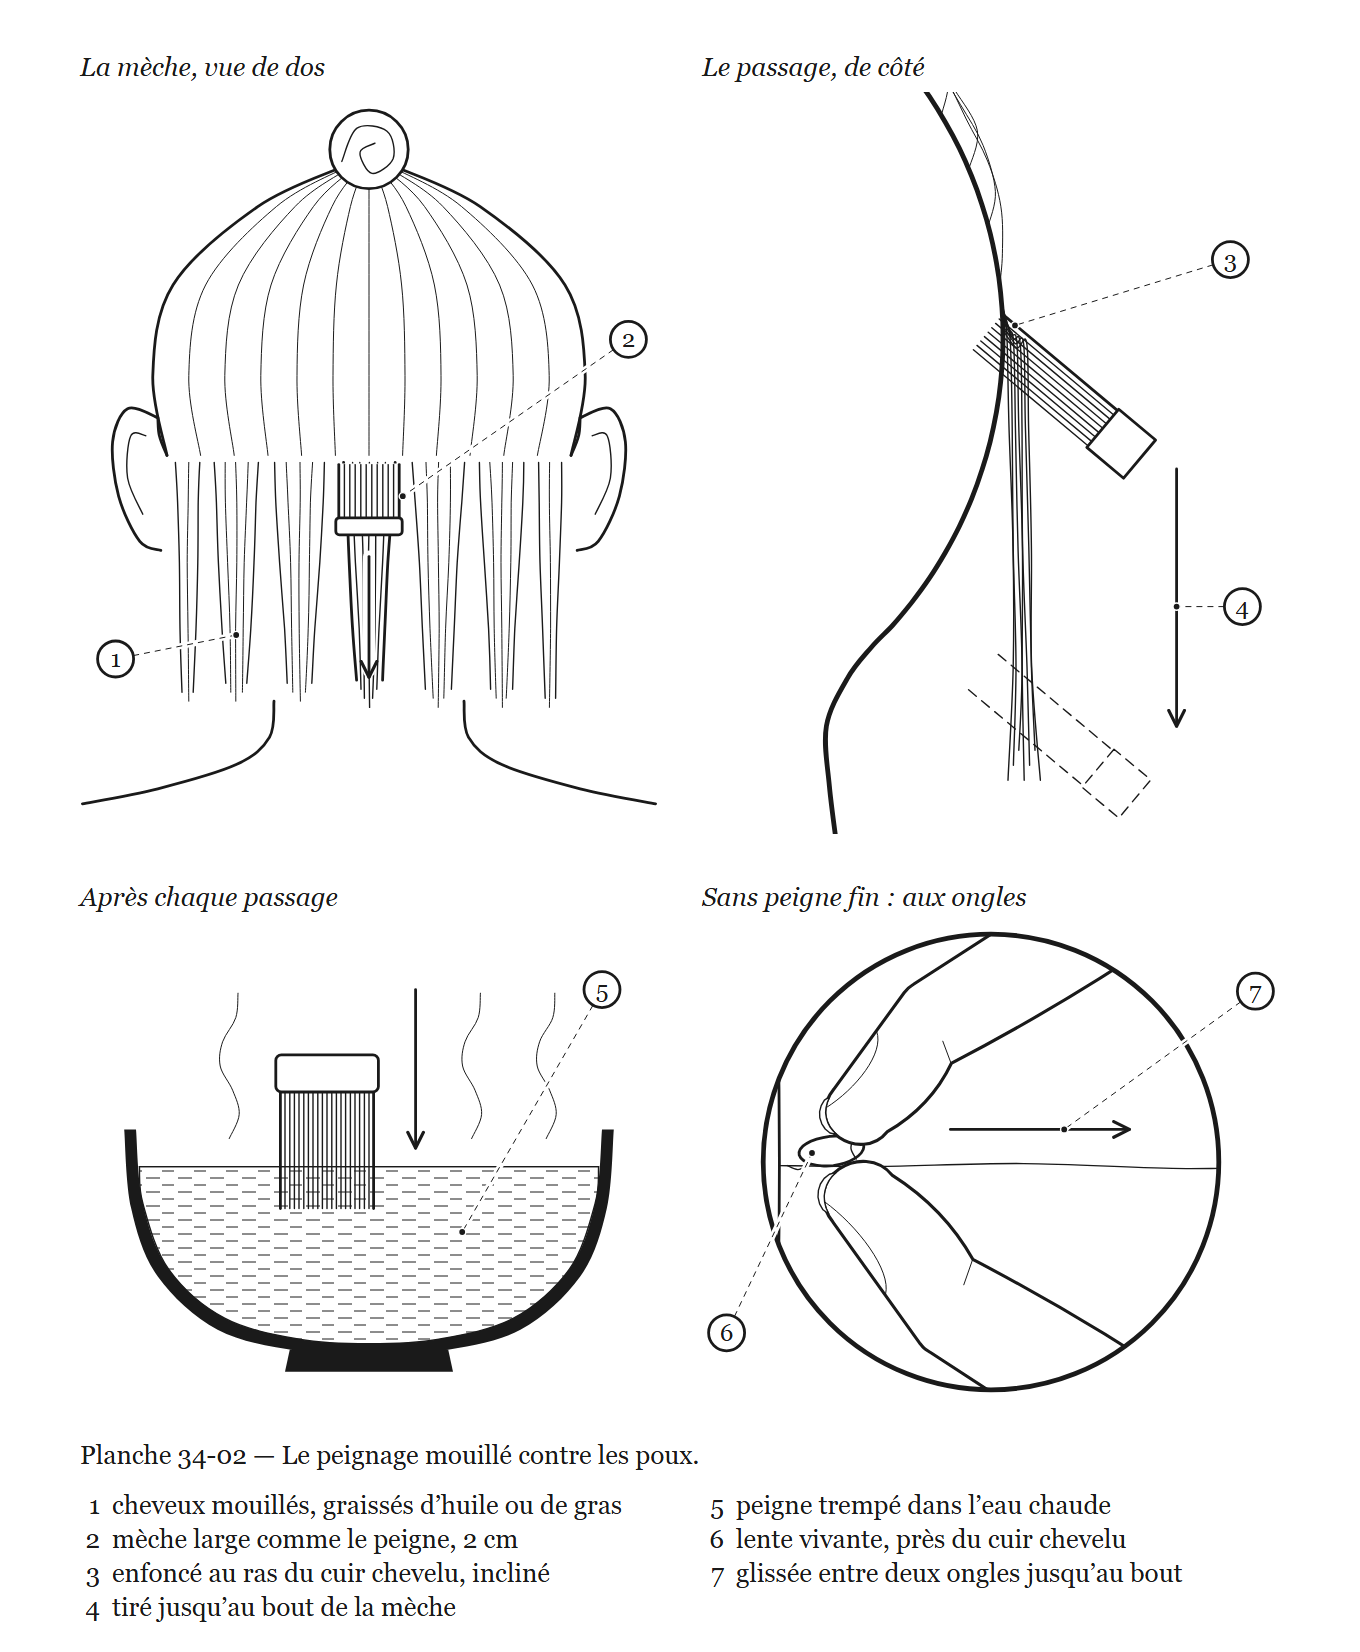 La mèche, vue de dos
Le passage, de côté
2
3
1
4
Après chaque passage
Sans peigne fin : aux ongles
5
7
6
Planche 34-02 — Le peignage mouillé contre les poux.
1 cheveux mouillés, graissés d’huile ou de gras
2 mèche large comme le peigne, 2 cm
3 enfoncé au ras du cuir chevelu, incliné
4 tiré jusqu’au bout de la mèche
5 peigne trempé dans l’eau chaude
6 lente vivante, près du cuir chevelu
7 glissée entre deux ongles jusqu’au bout